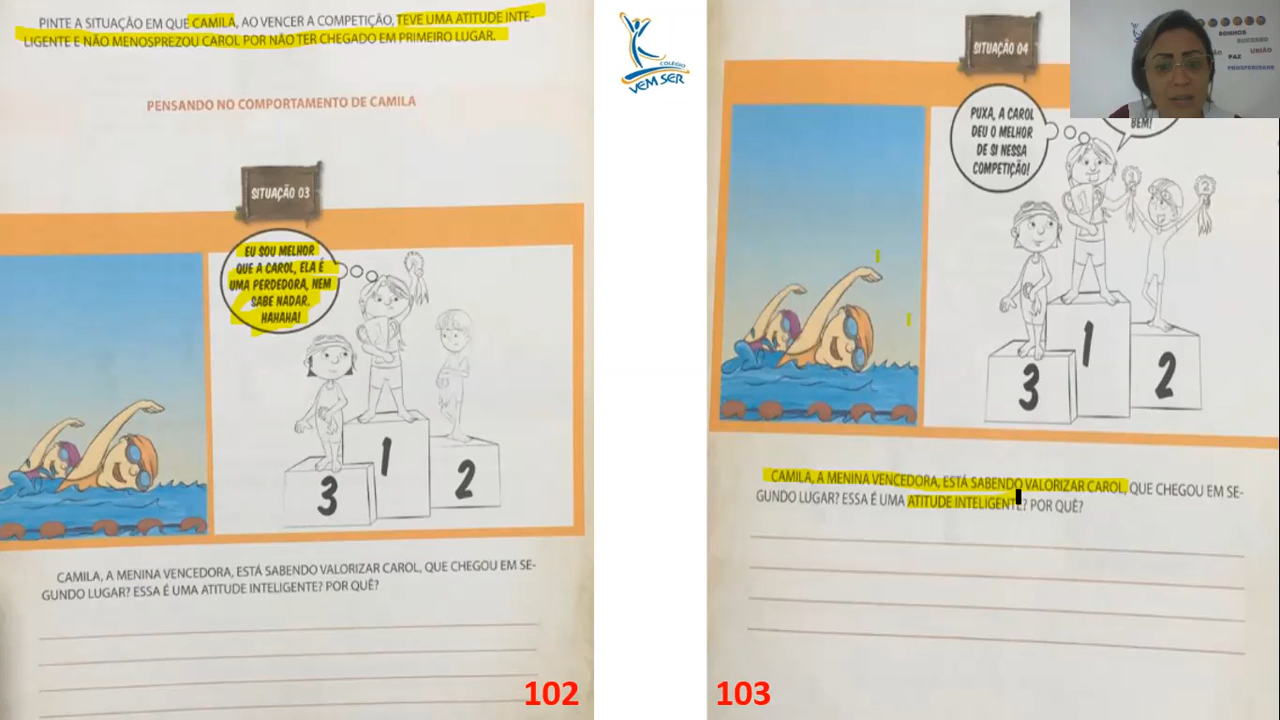 PINTE A SITUAÇÃO EM QUE CAMILA, AO VENCER A COMPETIÇÃO, TEVE UMA ATITUDE INTE-
LIGENTE E NÃO MENOSPREZOU CAROL POR NÃO TER CHEGADO EM PRIMEIRO LUGAR.
PENSANDO NO COMPORTAMENTO DE CAMILA
SITUAÇÃO 03
EU SOU MELHOR
QUE A CAROL, ELA É
UMA PERDEDORA, NEM
SABE NADAR.
HAHAHA!
1
2
3
CAMILA, A MENINA VENCEDORA, ESTÁ SABENDO VALORIZAR CAROL, QUE CHEGOU EM SE-
GUNDO LUGAR? ESSA É UMA ATITUDE INTELIGENTE? POR QUÊ?
102
COLÉGIO
VEM SER
SITUAÇÃO 04
PUXA, A CAROL
DEU O MELHOR
DE SI NESSA
COMPETIÇÃO!
BEM!
1
2
3
1
2
3
CAMILA, A MENINA VENCEDORA, ESTÁ SABENDO VALORIZAR CAROL, QUE CHEGOU EM SE-
GUNDO LUGAR? ESSA É UMA ATITUDE INTELIGENTE? POR QUÊ?
103
SONHOS
SUCESSO
UNIÃO
PAZ
PROSPERIDADE